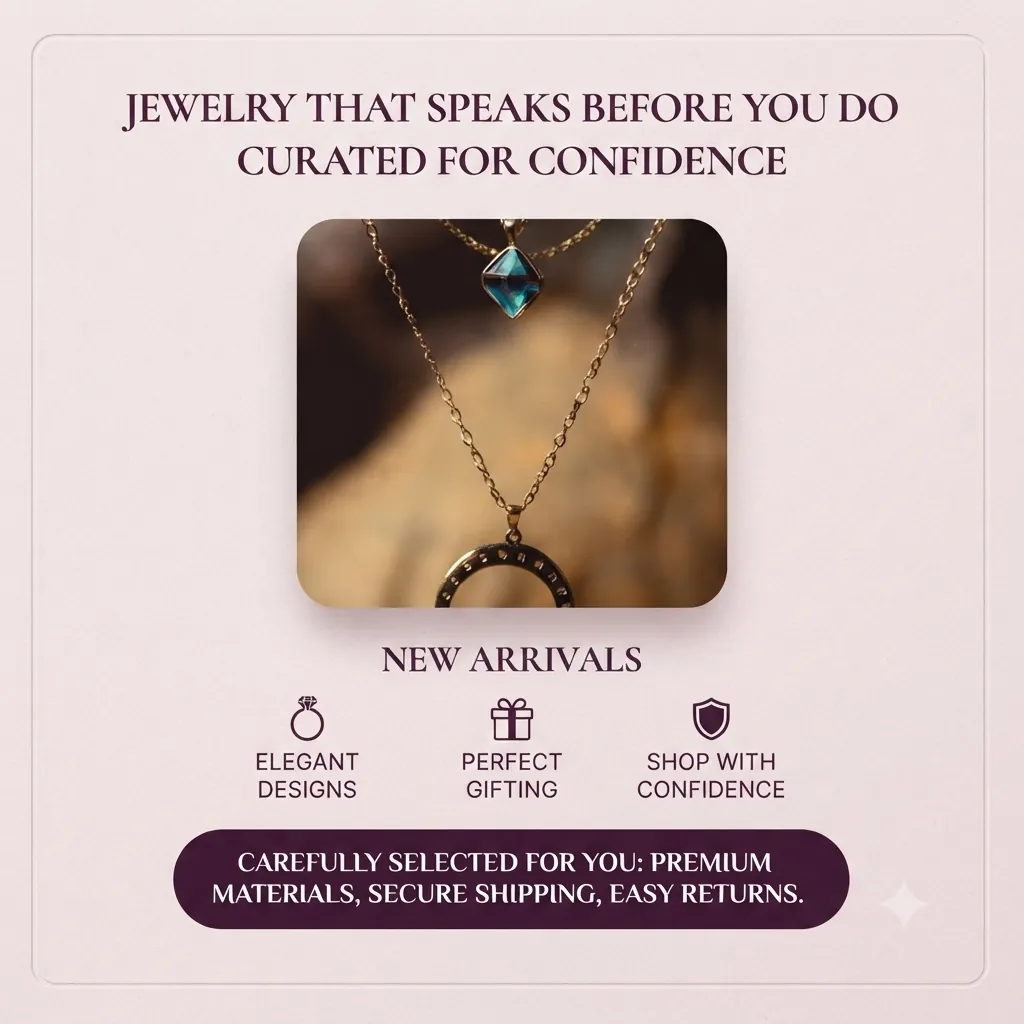 JEWELRY THAT SPEAKS BEFORE YOU DO
CURATED FOR CONFIDENCE
NEW ARRIVALS
ELEGANT
DESIGNS
PERFECT
GIFTING
SHOP WITH
CONFIDENCE
CAREFULLY SELECTED FOR YOU: PREMIUM
MATERIALS, SECURE SHIPPING, EASY RETURNS.